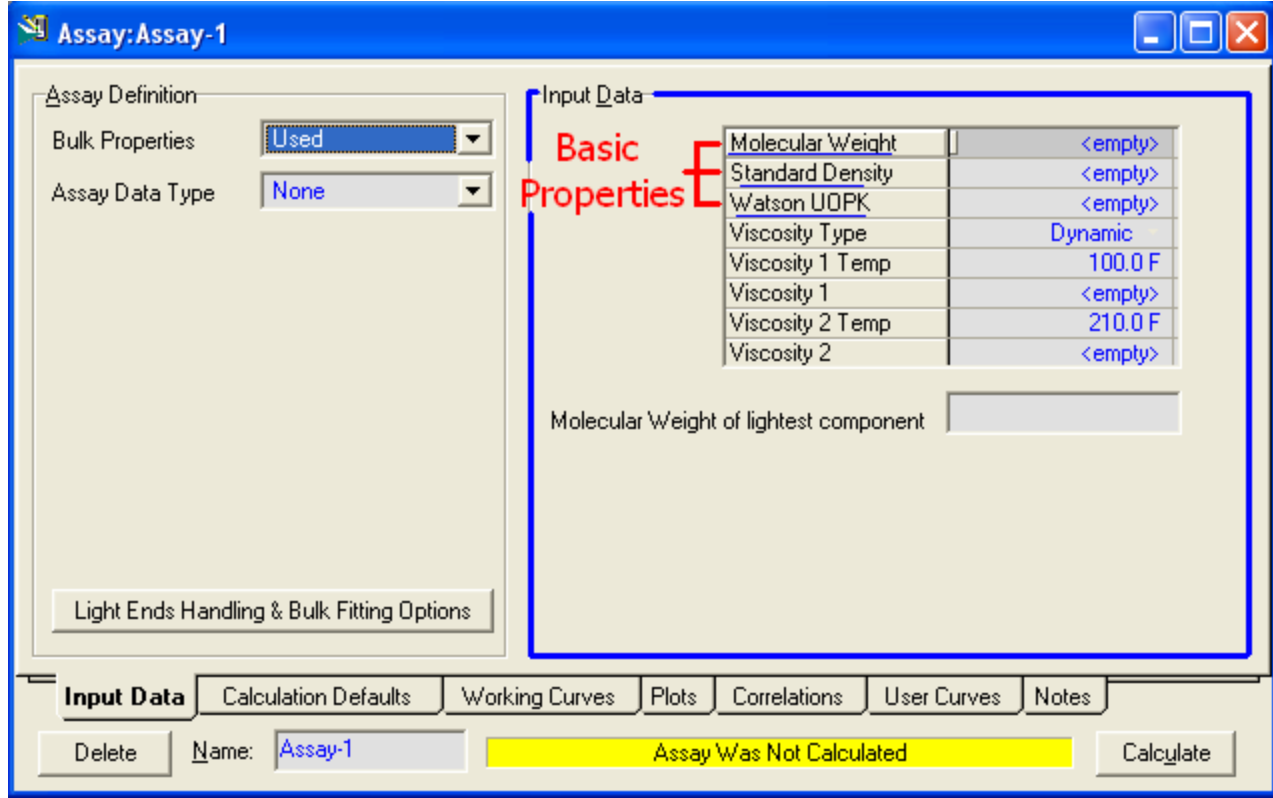 Assay:Assay-1
Assay Definition
Bulk Properties Used
Assay Data Type None
Light Ends Handling & Bulk Fitting Options
Input Data
Basic
Properties
Molecular Weight <empty>
Standard Density <empty>
Watson UOPK <empty>
Viscosity Type Dynamic
Viscosity 1 Temp 100.0 F
Viscosity 1 <empty>
Viscosity 2 Temp 210.0 F
Viscosity 2 <empty>
Molecular Weight of lightest component
Input Data Calculation Defaults Working Curves Plots Correlations User Curves Notes
Delete Name: Assay-1 Assay Was Not Calculated Calculate